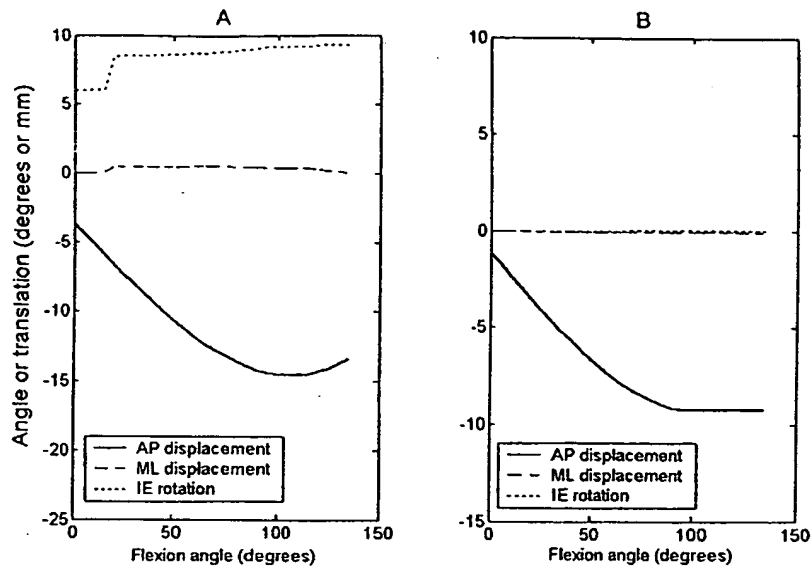 A
10
5
0
-5
-10
-15
-20
-25
Angle or translation (degrees or mm)
AP displacement
ML displacement
IE rotation
0
50
100
150
Flexion angle (degrees)
B
10
5
0
-5
-10
-15
AP displacement
ML displacement
IE rotation
0
50
100
150
Flexion angle (degrees)